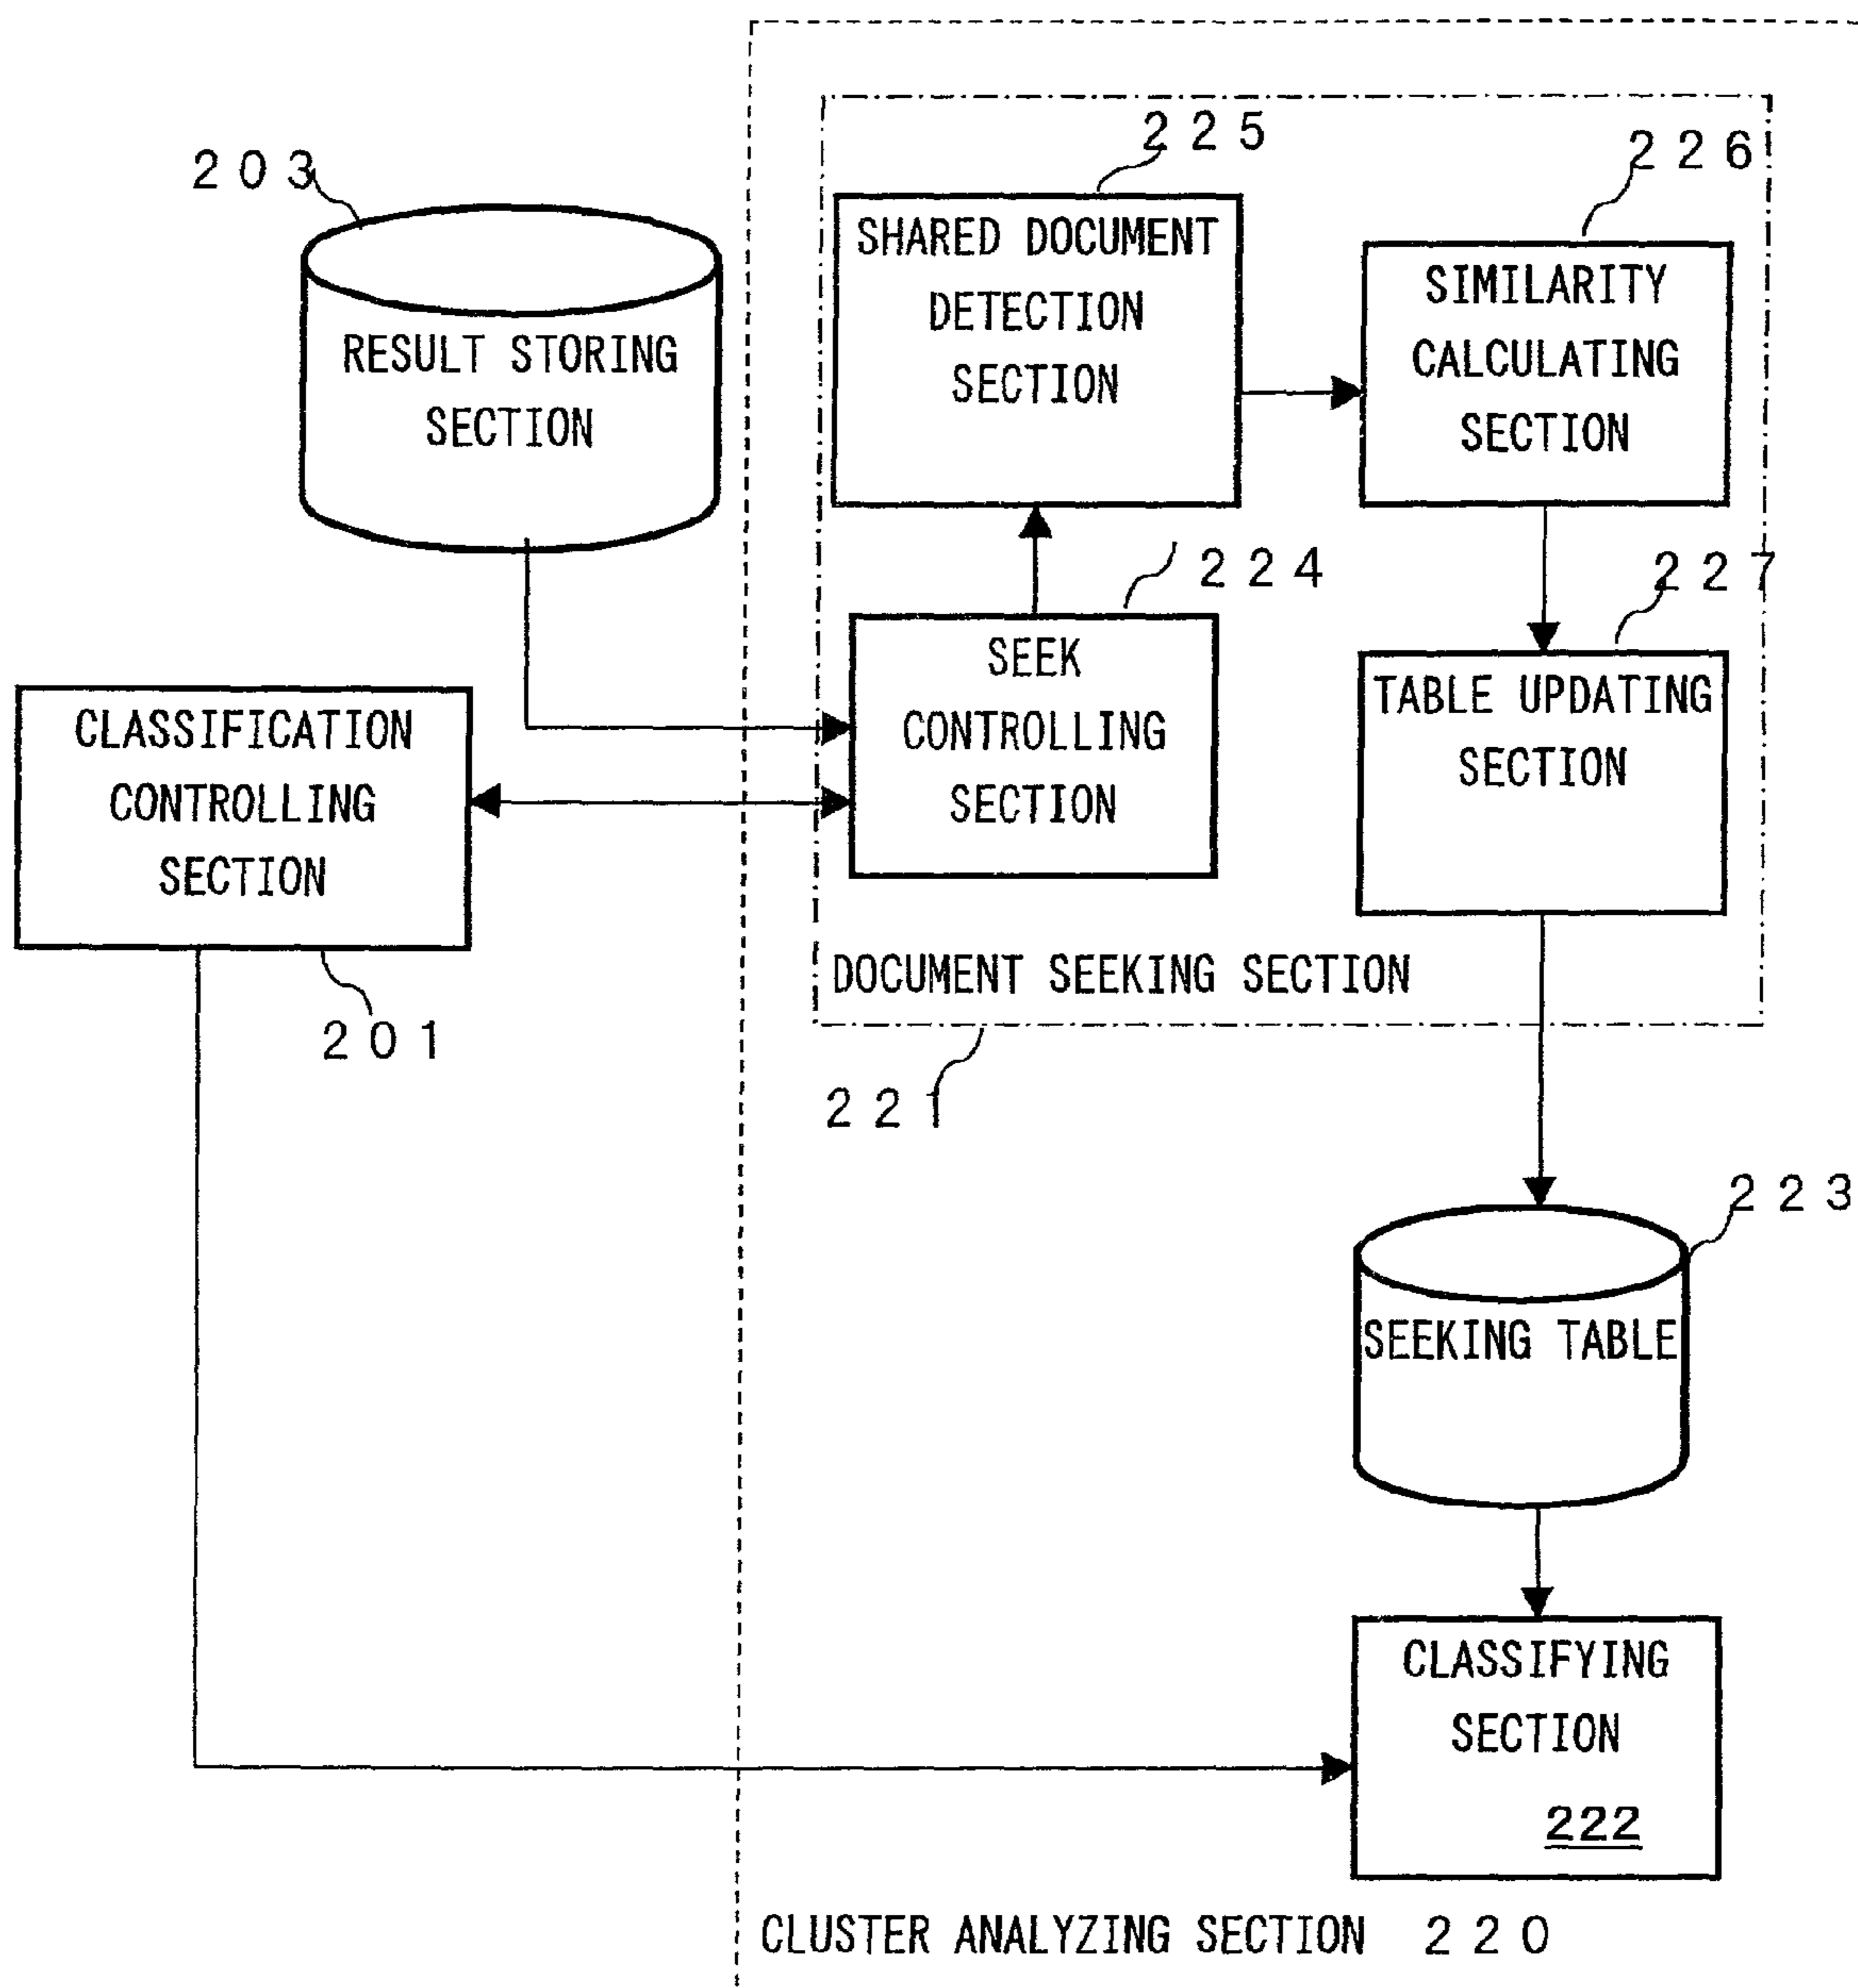 225
226
203
SHARED DOCUMENT
DETECTION
SECTION
SIMILARITY
CALCULATING
SECTION
RESULT STORING
SECTION
224
227
SEEK
CONTROLLING
SECTION
TABLE UPDATING
SECTION
CLASSIFICATION
CONTROLLING
SECTION
DOCUMENT SEEKING SECTION
201
221
223
SEEKING TABLE
CLASSIFYING
SECTION
222
CLUSTER ANALYZING SECTION 220